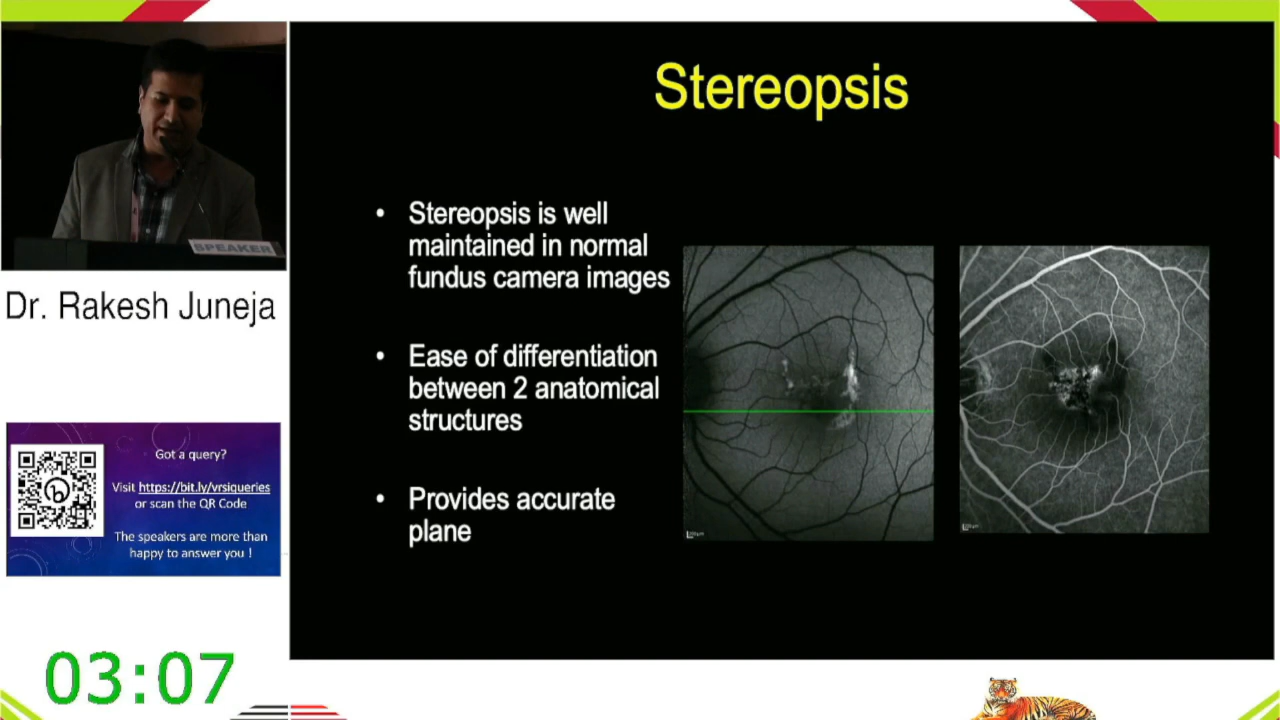 Stereopsis
• Stereopsis is well
maintained in normal
fundus camera images
• Ease of differentiation
between 2 anatomical
structures
• Provides accurate
plane
SPEAKER
Dr. Rakesh Juneja
Got a query?
Visit https://bit.ly/vrsiqueries
or scan the QR Code
The speakers are more than
happy to answer you !
03:07